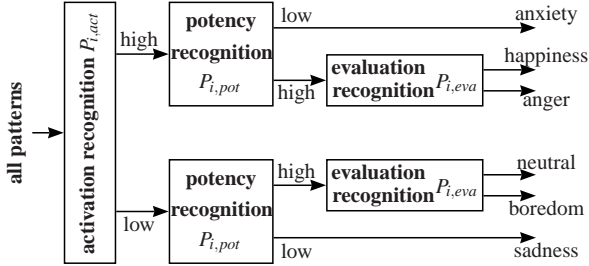 all patterns
activation recognition P_{i,act}
high
low
potency
recognition
P_{i,pot}
low
high
evaluation
recognition P_{i,eva}
anxiety
happiness
anger
potency
recognition
P_{i,pot}
high
low
evaluation
recognition P_{i,eva}
neutral
boredom
sadness